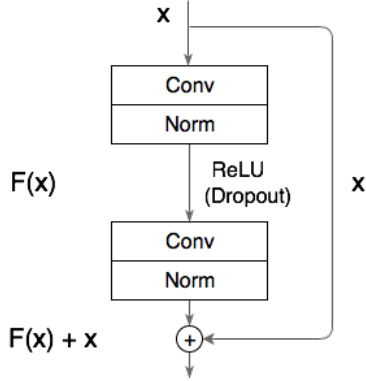 x
Conv
Norm
ReLU
(Dropout)
F(x)
x
Conv
Norm
F(x) + x
+